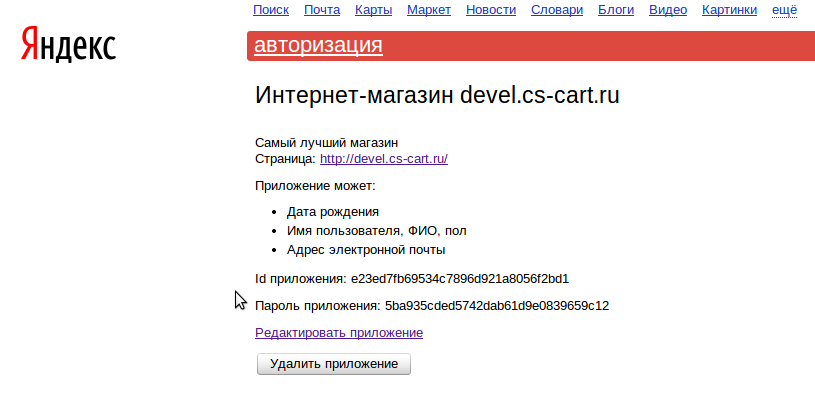 Поиск Почта Карты Маркет Новости Словари Блоги Видео Картинки ещё
Яндекс
авторизация
Интернет-магазин devel.cs-cart.ru
Самый лучший магазин
Страница: http://devel.cs-cart.ru/
Приложение может:
• Дата рождения
• Имя пользователя, ФИО, пол
• Адрес электронной почты
Id приложения: e23ed7fb69534c7896d921a8056f2bd1
Пароль приложения: 5ba935cded5742dab61d9e0839659c12
Редактировать приложение
Удалить приложение